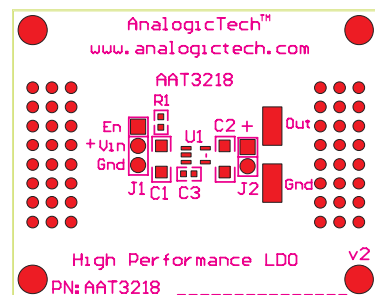 AnalogicTech™
www.analogictech.com
AAT3218
R1
En
U1
C2 +
Out
+ Vin
Gnd
J1
C1
C3
J2
Gnd
High Performance LDO
v2
PN: AAT3218 _______________